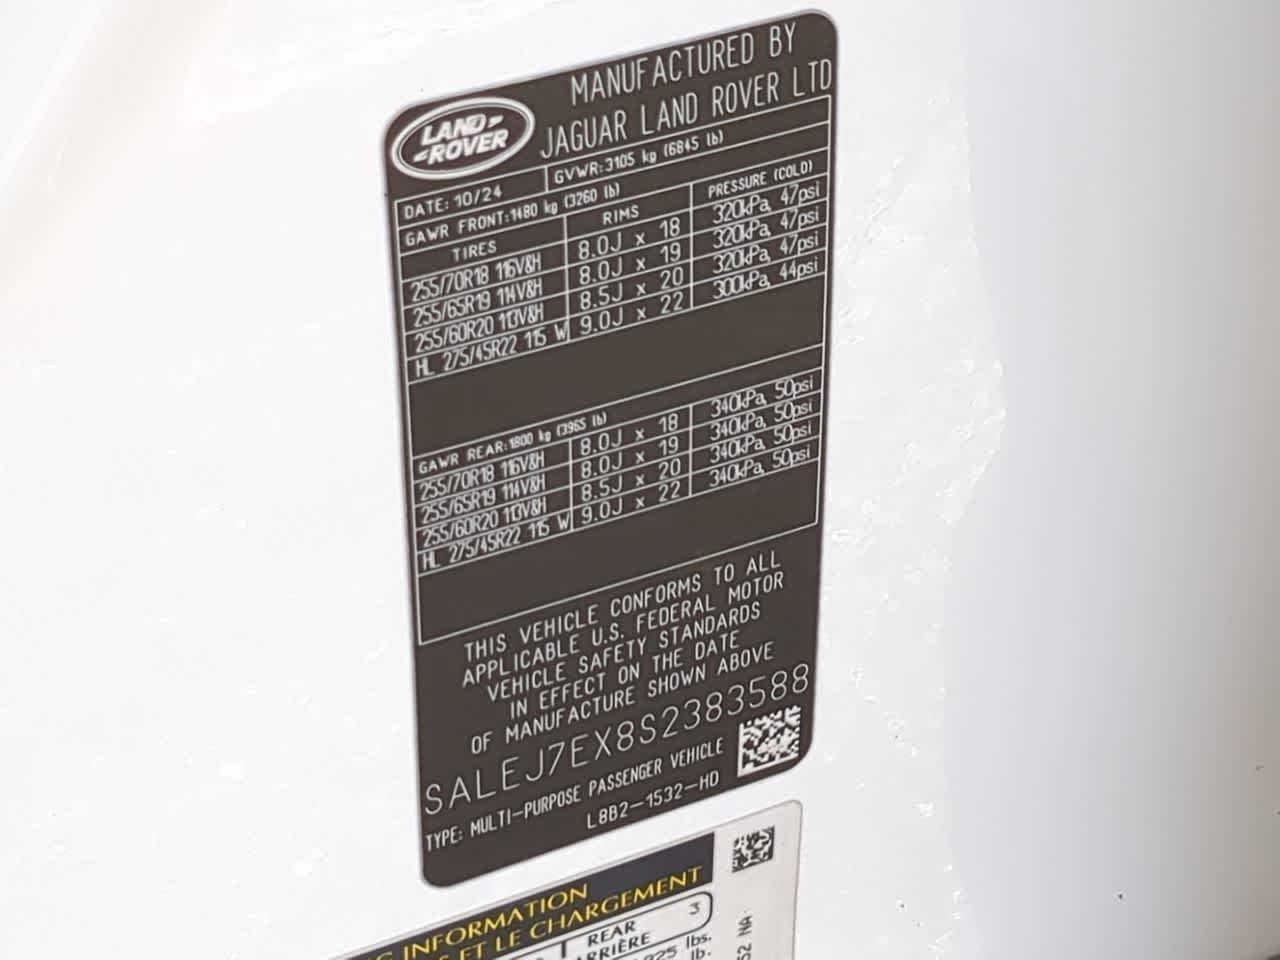 MANUFACTURED BY
JAGUAR LAND ROVER LTD
LAND
ROVER
DATE: 10/24
GVWR: 3105 kg (6845 lb)
GAWR FRONT: 1480 kg (3260 lb)
TIRES RIMS PRESSURE (COLD)
255/70R18 116V&H 8.0J x 18 320kPa, 47psi
255/65R19 114V&H 8.0J x 19 320kPa, 47psi
255/60R20 113V&H 8.5J x 20 320kPa, 47psi
HL 275/45R22 115 W 9.0J x 22 300kPa, 44psi
GAWR REAR: 1800 kg (3965 lb)
255/70R18 116V&H 8.0J x 18 340kPa, 50psi
255/65R19 114V&H 8.0J x 19 340kPa, 50psi
255/60R20 113V&H 8.5J x 20 340kPa, 50psi
HL 275/45R22 115 W 9.0J x 22 340kPa, 50psi
THIS VEHICLE CONFORMS TO ALL
APPLICABLE U.S. FEDERAL MOTOR
VEHICLE SAFETY STANDARDS
IN EFFECT ON THE DATE
OF MANUFACTURE SHOWN ABOVE
SALEJ7EX8S2383588
TYPE: MULTI-PURPOSE PASSENGER VEHICLE
L8B2-1532-HD
INFORMATION
ET LE CHARGEMENT
REAR 3
ARRIÈRE
lbs.
lb.
52 NA